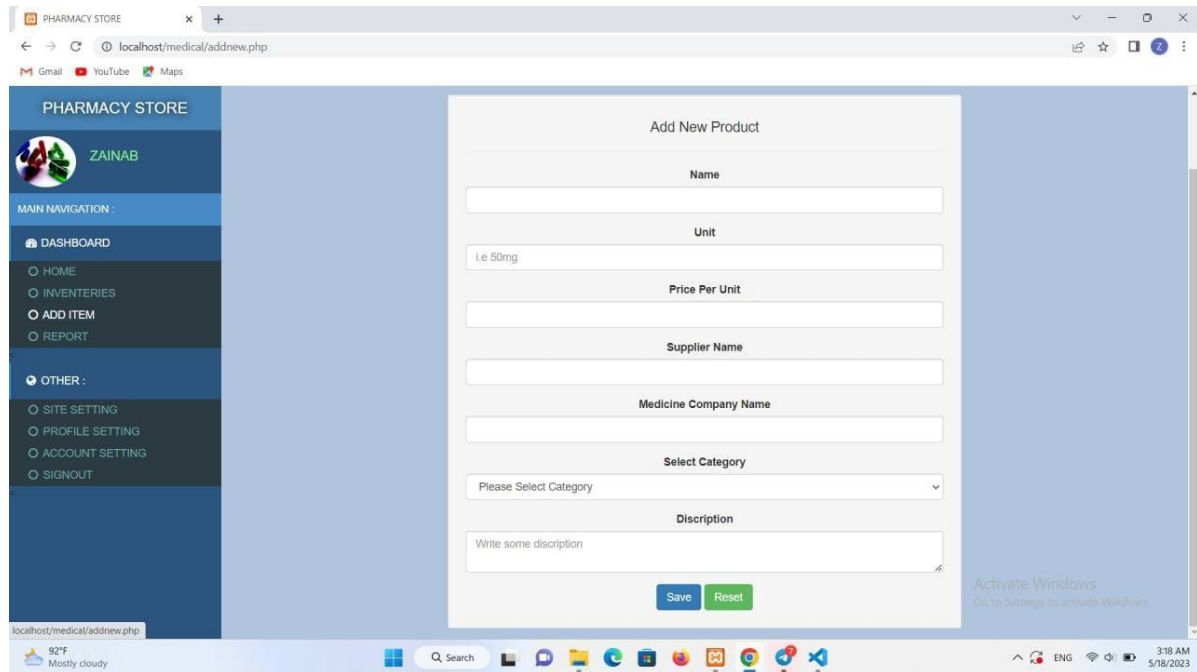 PHARMACY STORE
localhost/medical/addnew.php
Z
Gmail YouTube Maps
PHARMACY STORE
ZAINAB
MAIN NAVIGATION :
DASHBOARD
HOME
INVENTERIES
ADD ITEM
REPORT
OTHER :
SITE SETTING
PROFILE SETTING
ACCOUNT SETTING
SIGNOUT
Add New Product
Name
Unit
i.e 50mg
Price Per Unit
Supplier Name
Medicine Company Name
Select Category
Please Select Category
Discription
Write some discription
Save Reset
Activate Windows
Go to Settings to activate Windows.
localhost/medical/addnew.php
92°F
Mostly cloudy
Search
ENG
3:18 AM
5/18/2023